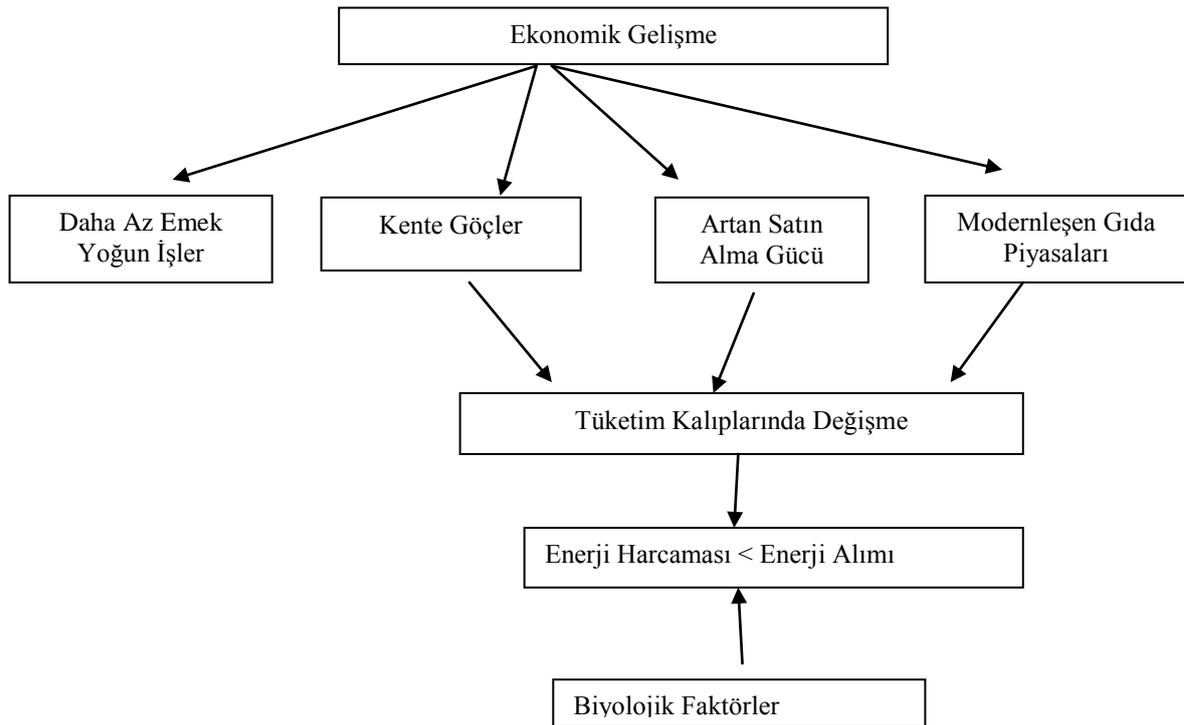 Ekonomik Gelişme
Daha Az Emek
Yoğun İşler
Kente Göçler
Artan Satın
Alma Gücü
Modernleşen Gıda
Piyasaları
Tüketim Kalıplarında Değişme
Enerji Harcaması < Enerji Alımı
Biyolojik Faktörler